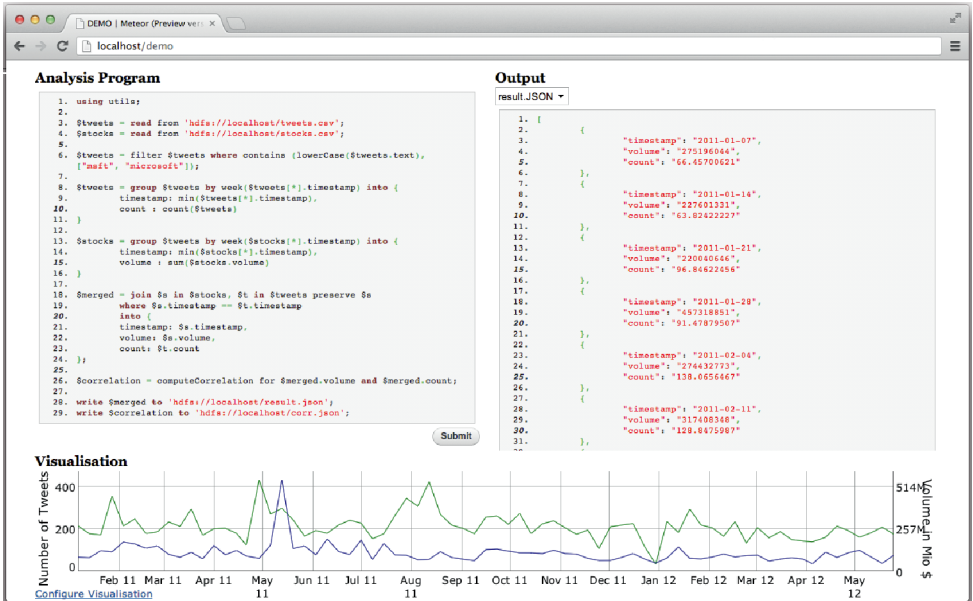 DEMO | Meteor (Preview ver
localhost/demo
Analysis Program
1. using utils;
2.
3. $tweets = read from 'hdfs://localhost/tweets.csv';
4. $stocks = read from 'hdfs://localhost/stocks.csv';
5.
6. $tweets = filter $tweets where contains (lowerCase($tweets.text),
["msft", "microsoft"]);
7.
8. $tweets = group $tweets by week($tweets[*].timestamp) into {
9. timestamp: min($tweets[*].timestamp),
10. count : count($tweets)
11. }
12.
13. $stocks = group $tweets by week($stocks[*].timestamp) into {
14. timestamp: min($stocks[*].timestamp),
15. volume : sum($stocks.volume)
16. }
17.
18. $merged = join $s in $stocks, $t in $tweets preserve $s
19. where $s.timestamp == $t.timestamp
20. into {
21. timestamp: $s.timestamp,
22. volume: $s.volume,
23. count: $t.count
24. };
25.
26. $correlation = computeCorrelation for $merged.volume and $merged.count;
27.
28. write $merged to 'hdfs://localhost/result.json';
29. write $correlation to 'hdfs://localhost/corr.json';
Submit
Output
result.JSON
1. [
2. {
3. "timestamp": "2011-01-07",
4. "volume": "275196044",
5. "count": "66.45700621"
6. },
7. {
8. "timestamp": "2011-01-14",
9. "volume": "227601331",
10. "count": "63.82422227"
11. },
12. {
13. "timestamp": "2011-01-21",
14. "volume": "220040646",
15. "count": "96.84622456"
16. },
17. {
18. "timestamp": "2011-01-28",
19. "volume": "457318851",
20. "count": "91.47879507"
21. },
22. {
23. "timestamp": "2011-02-04",
24. "volume": "274432773",
25. "count": "138.0656467"
26. },
27. {
28. "timestamp": "2011-02-11",
29. "volume": "317408348",
30. "count": "128.8475987"
31. },
Visualisation
Number of Tweets
400
200
0
514M
257M
0
Volume in Mio $
Feb 11 Mar 11 Apr 11 May 11 Jun 11 Jul 11 Aug 11 Sep 11 Oct 11 Nov 11 Dec 11 Jan 12 Feb 12 Mar 12 Apr 12 May 12
Configure Visualisation